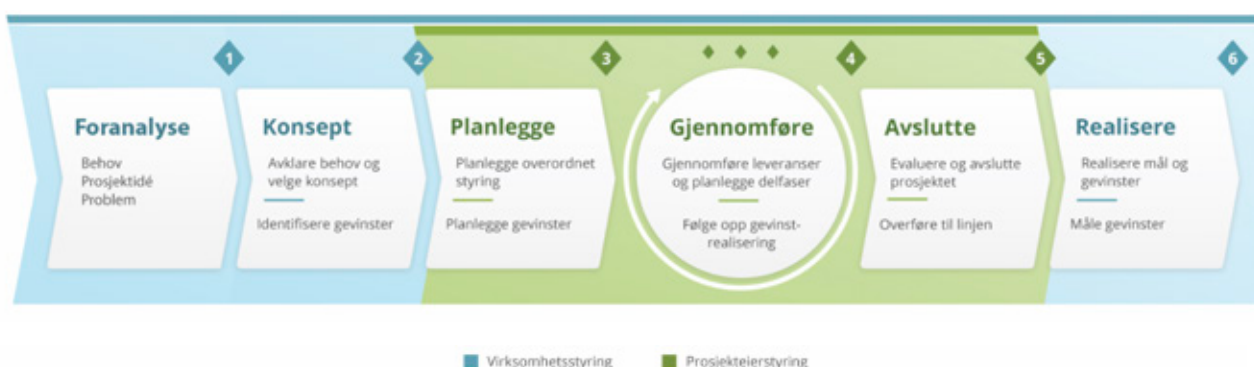 1
2
3
4
5
6
Foranalyse
Behov
Prosjektidé
Problem
Konsept
Avklare behov og
velge konsept
Identifisere gevinster
Planlegge
Planlegge overordnet
styring
Planlegge gevinster
Gjennomføre
Gjennomføre leveranser
og planlegge delfaser
Følge opp gevinst-
realisering
Avslutte
Evaluere og avslutte
prosjektet
Overføre til linjen
Realisere
Realisere mål og
gevinster
Måle gevinster
Virksomhetsstyring
Prosjekteierstyring